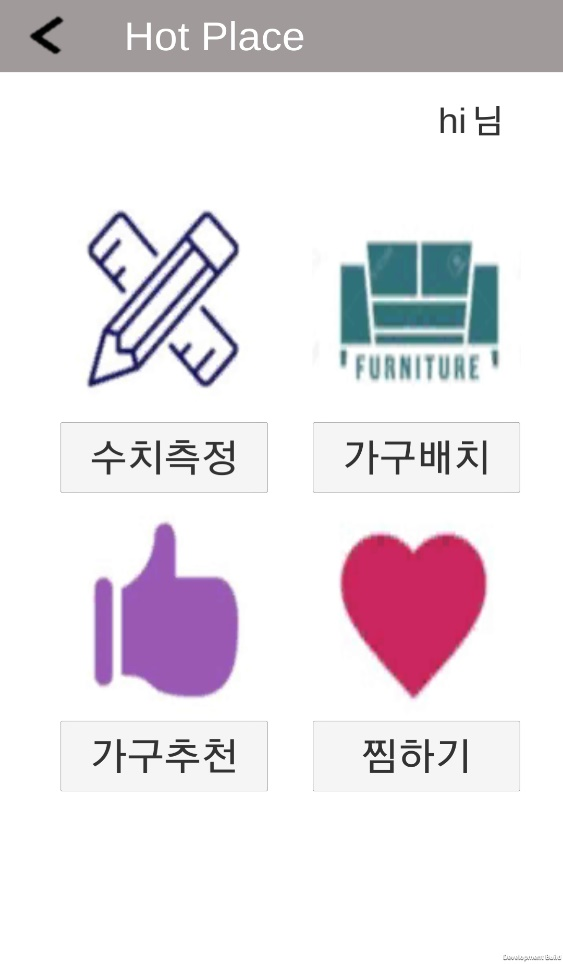 Hot Place
hi 님
FURNITURE
수치측정
가구배치
가구추천
찜하기
Development Build